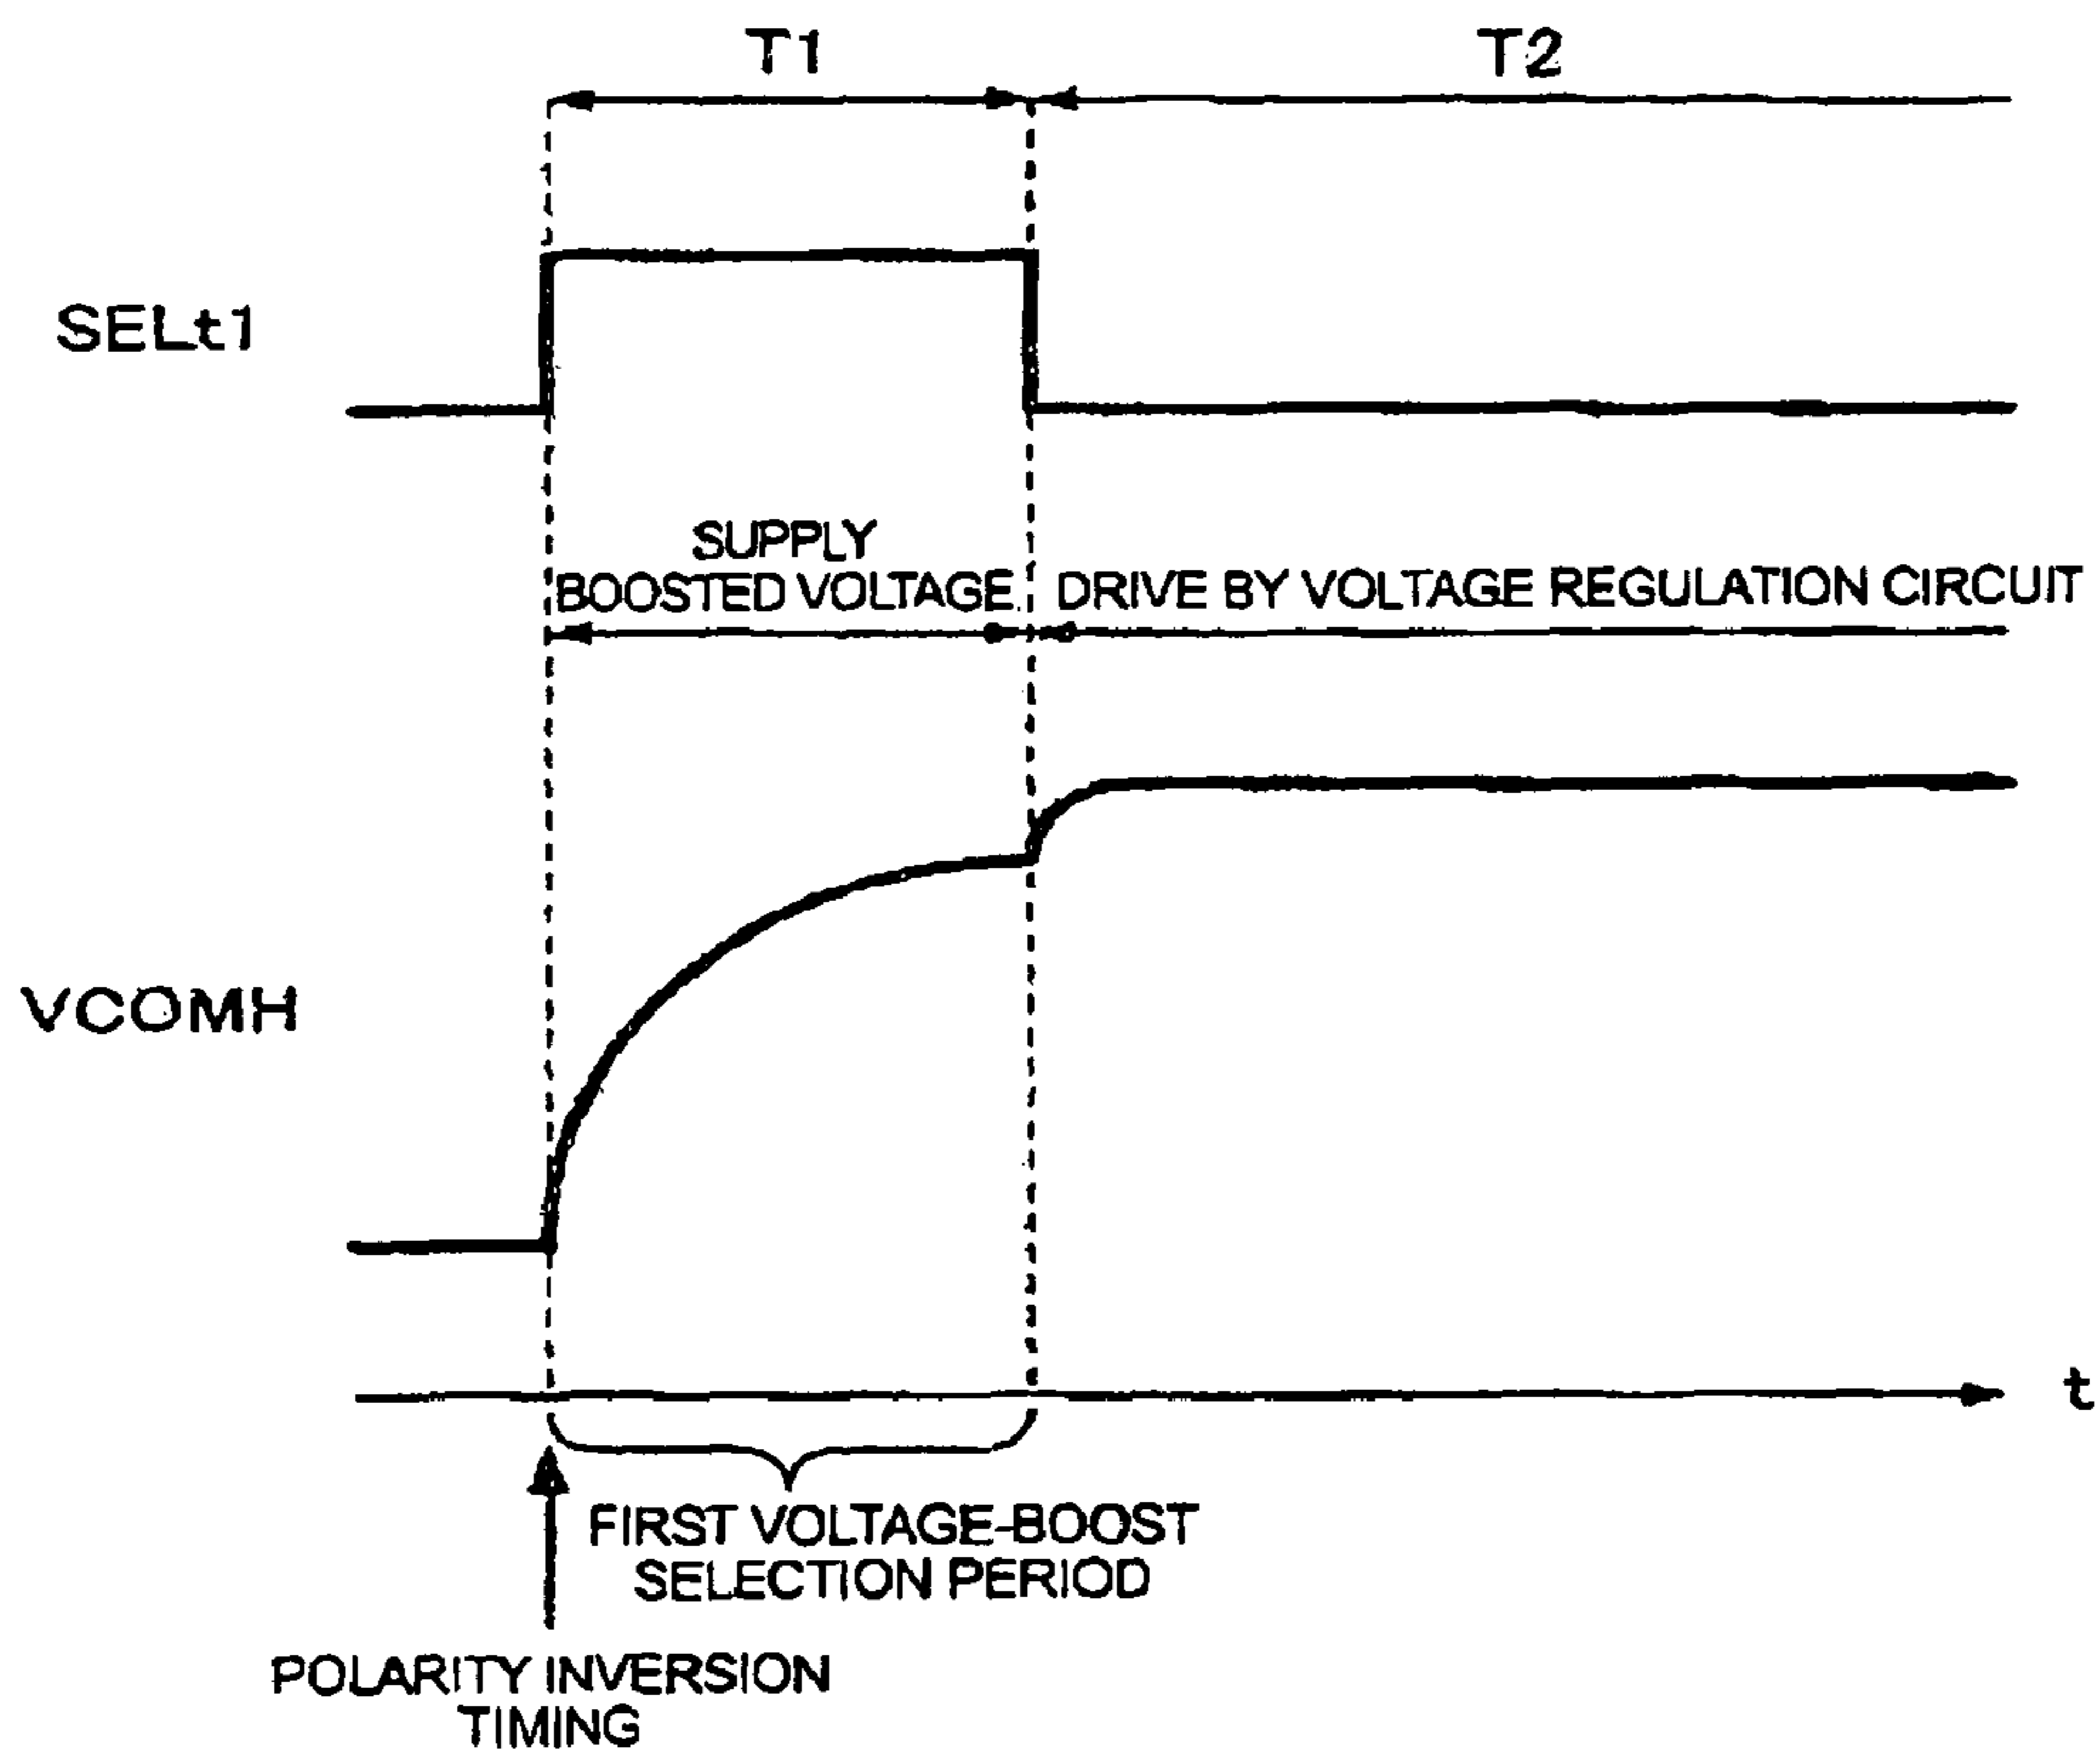 T1
T2
SELt1
SUPPLY
BOOSTED VOLTAGE
DRIVE BY VOLTAGE REGULATION CIRCUIT
VCOMH
t
FIRST VOLTAGE-BOOST
SELECTION PERIOD
POLARITY INVERSION
TIMING